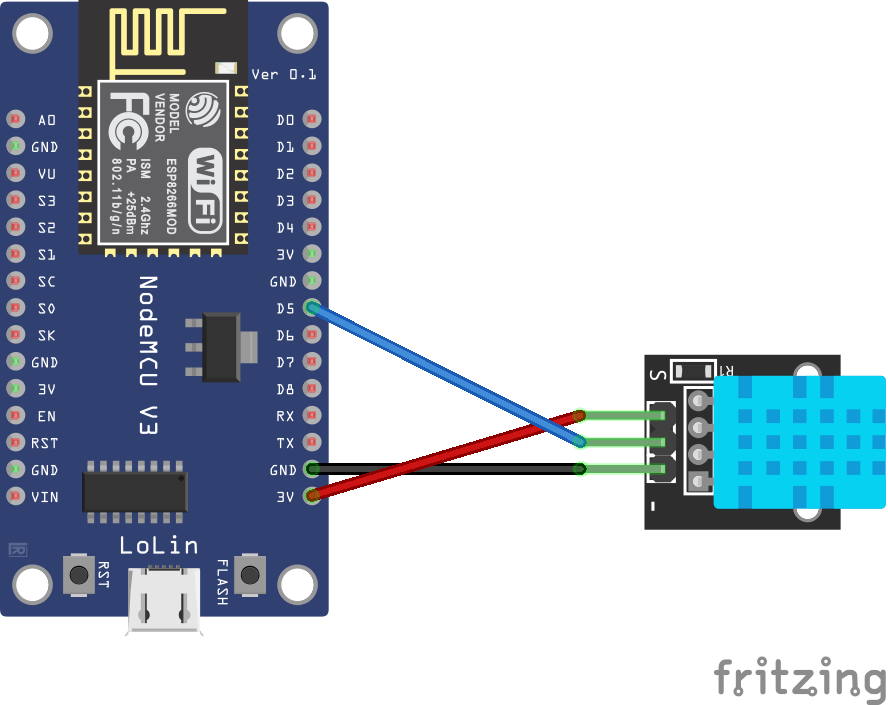 Ver 0.1
A0
GND
VU
S3
S2
S1
SC
S0
SK
GND
3V
EN
RST
GND
VIN
D0
D1
D2
D3
D4
3V
GND
D5
D6
D7
D8
RX
TX
GND
3V
FC
MODEL
VENDOR
WiFi
ESP8266MOD
ISM 2.4Ghz
PA +25dBm
802.11b/g/n
NodeMCU V3
LoLin
RST
FLASH
R
S
R1
-
fritzing